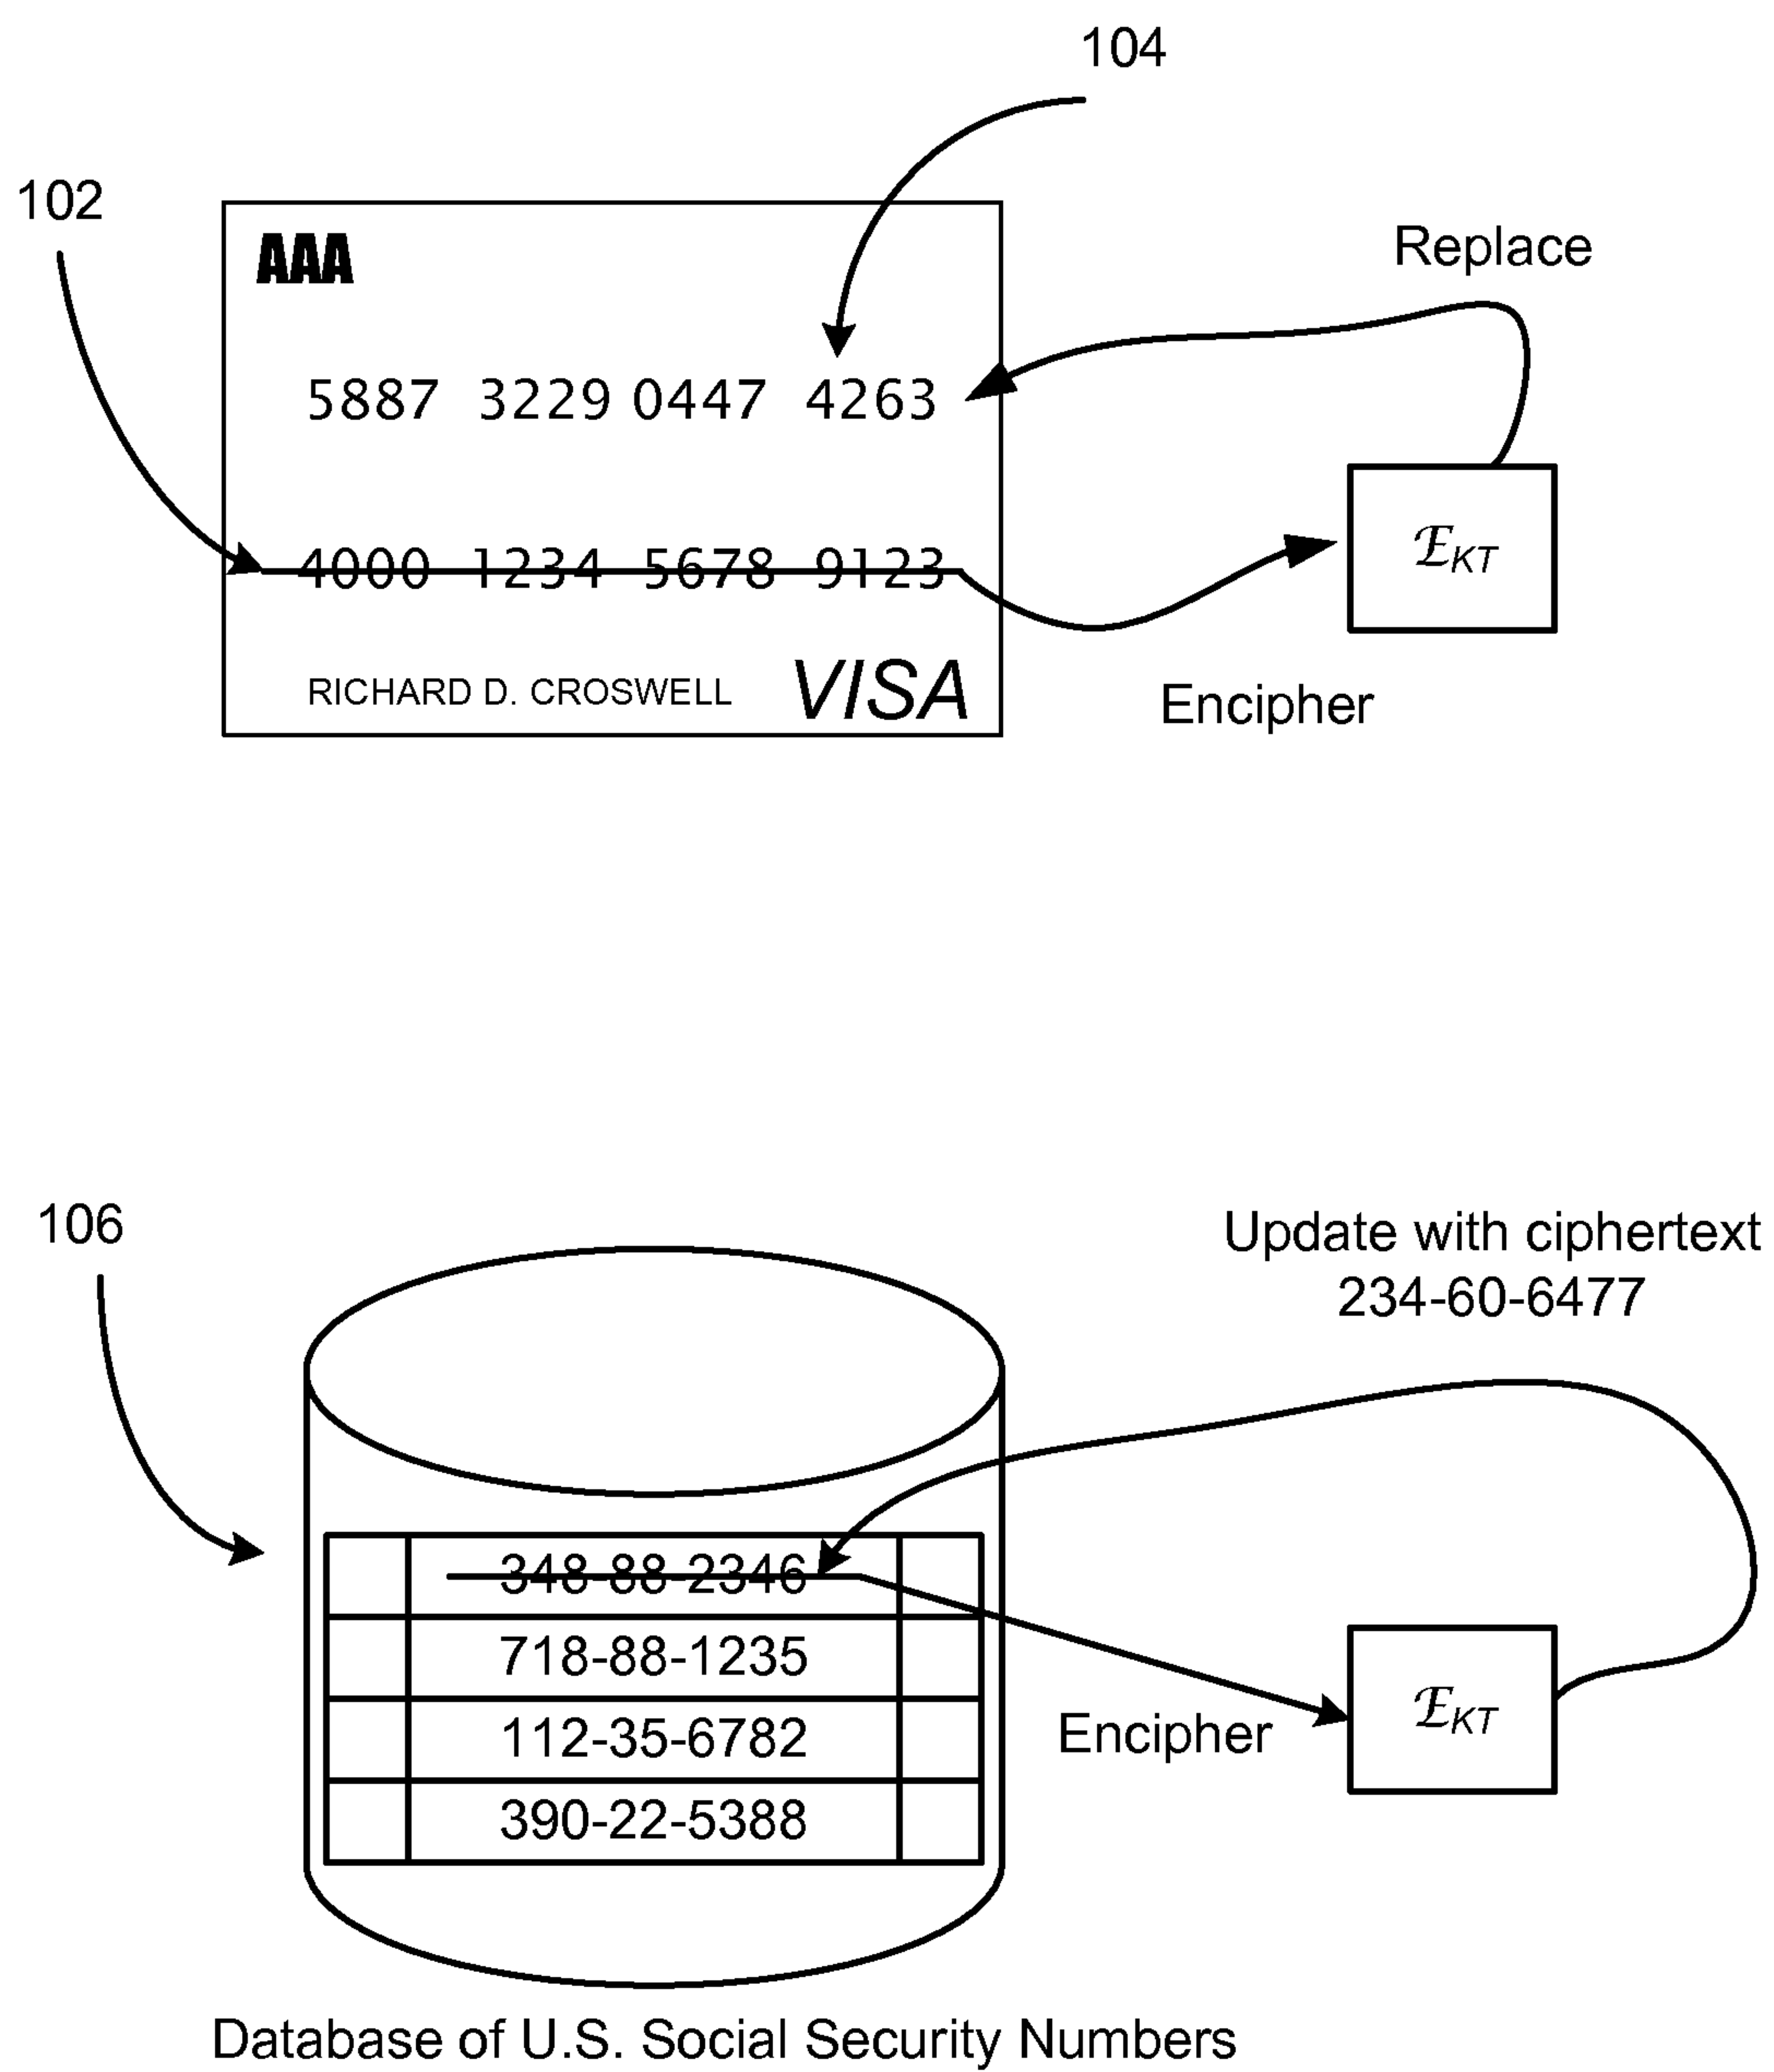 104
102
AAA
Replace
5887 3229 0447 4263
4000 1234 5678 9123
ℰKT
RICHARD D. CROSWELL VISA
Encipher
106
Update with ciphertext
234-60-6477
348-88-2346
718-88-1235
112-35-6782
390-22-5388
Encipher
ℰKT
Database of U.S. Social Security Numbers